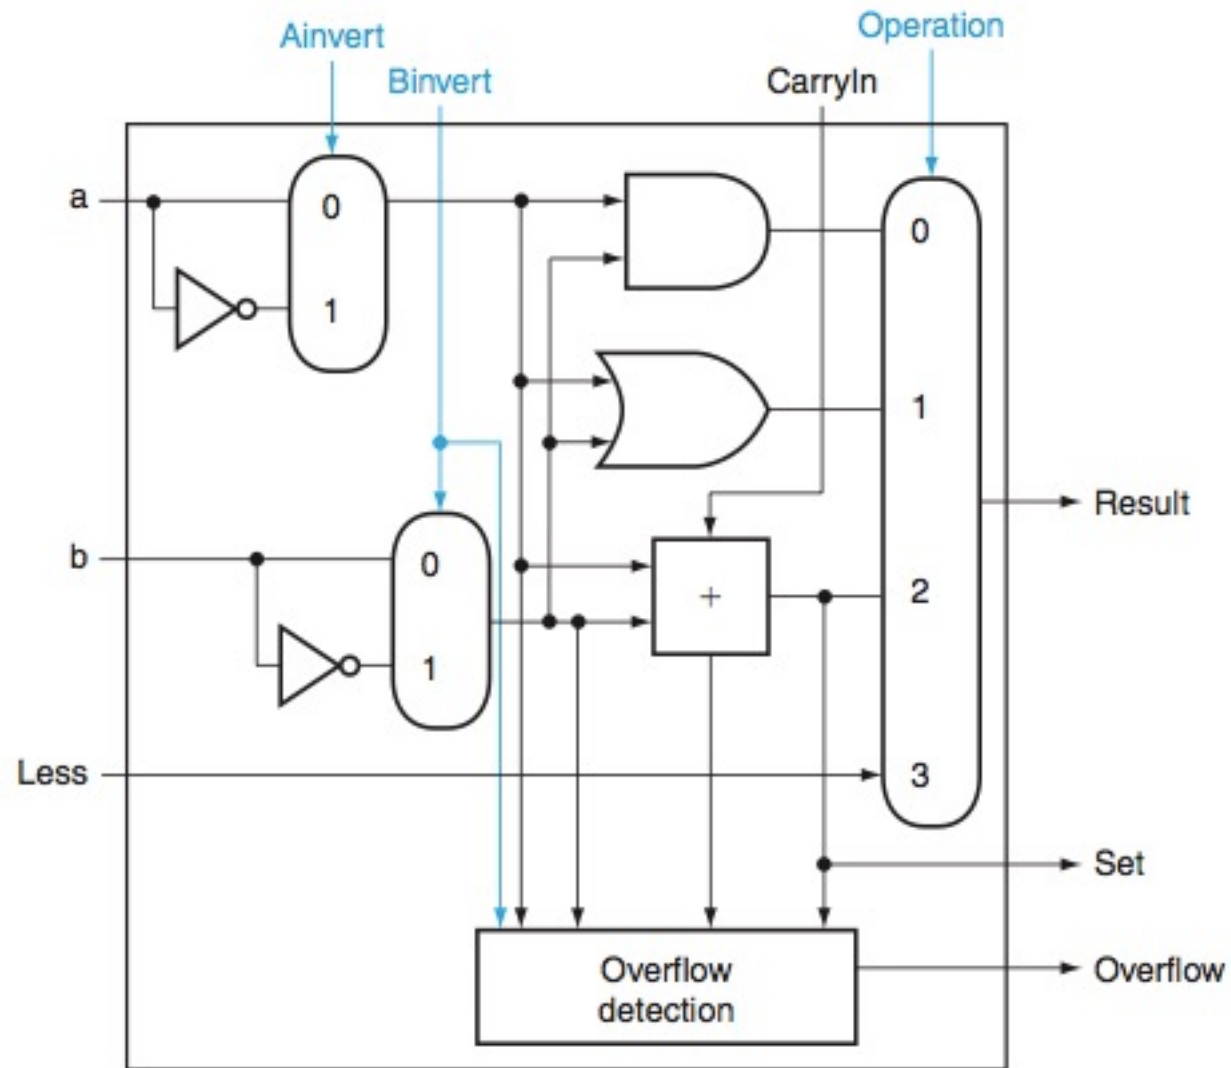 Operation
Ainvert
Binvert
CarryIn
a
0
1
0
1
Result
b
0
1
+
2
Less
3
Set
Overflow
detection
Overflow